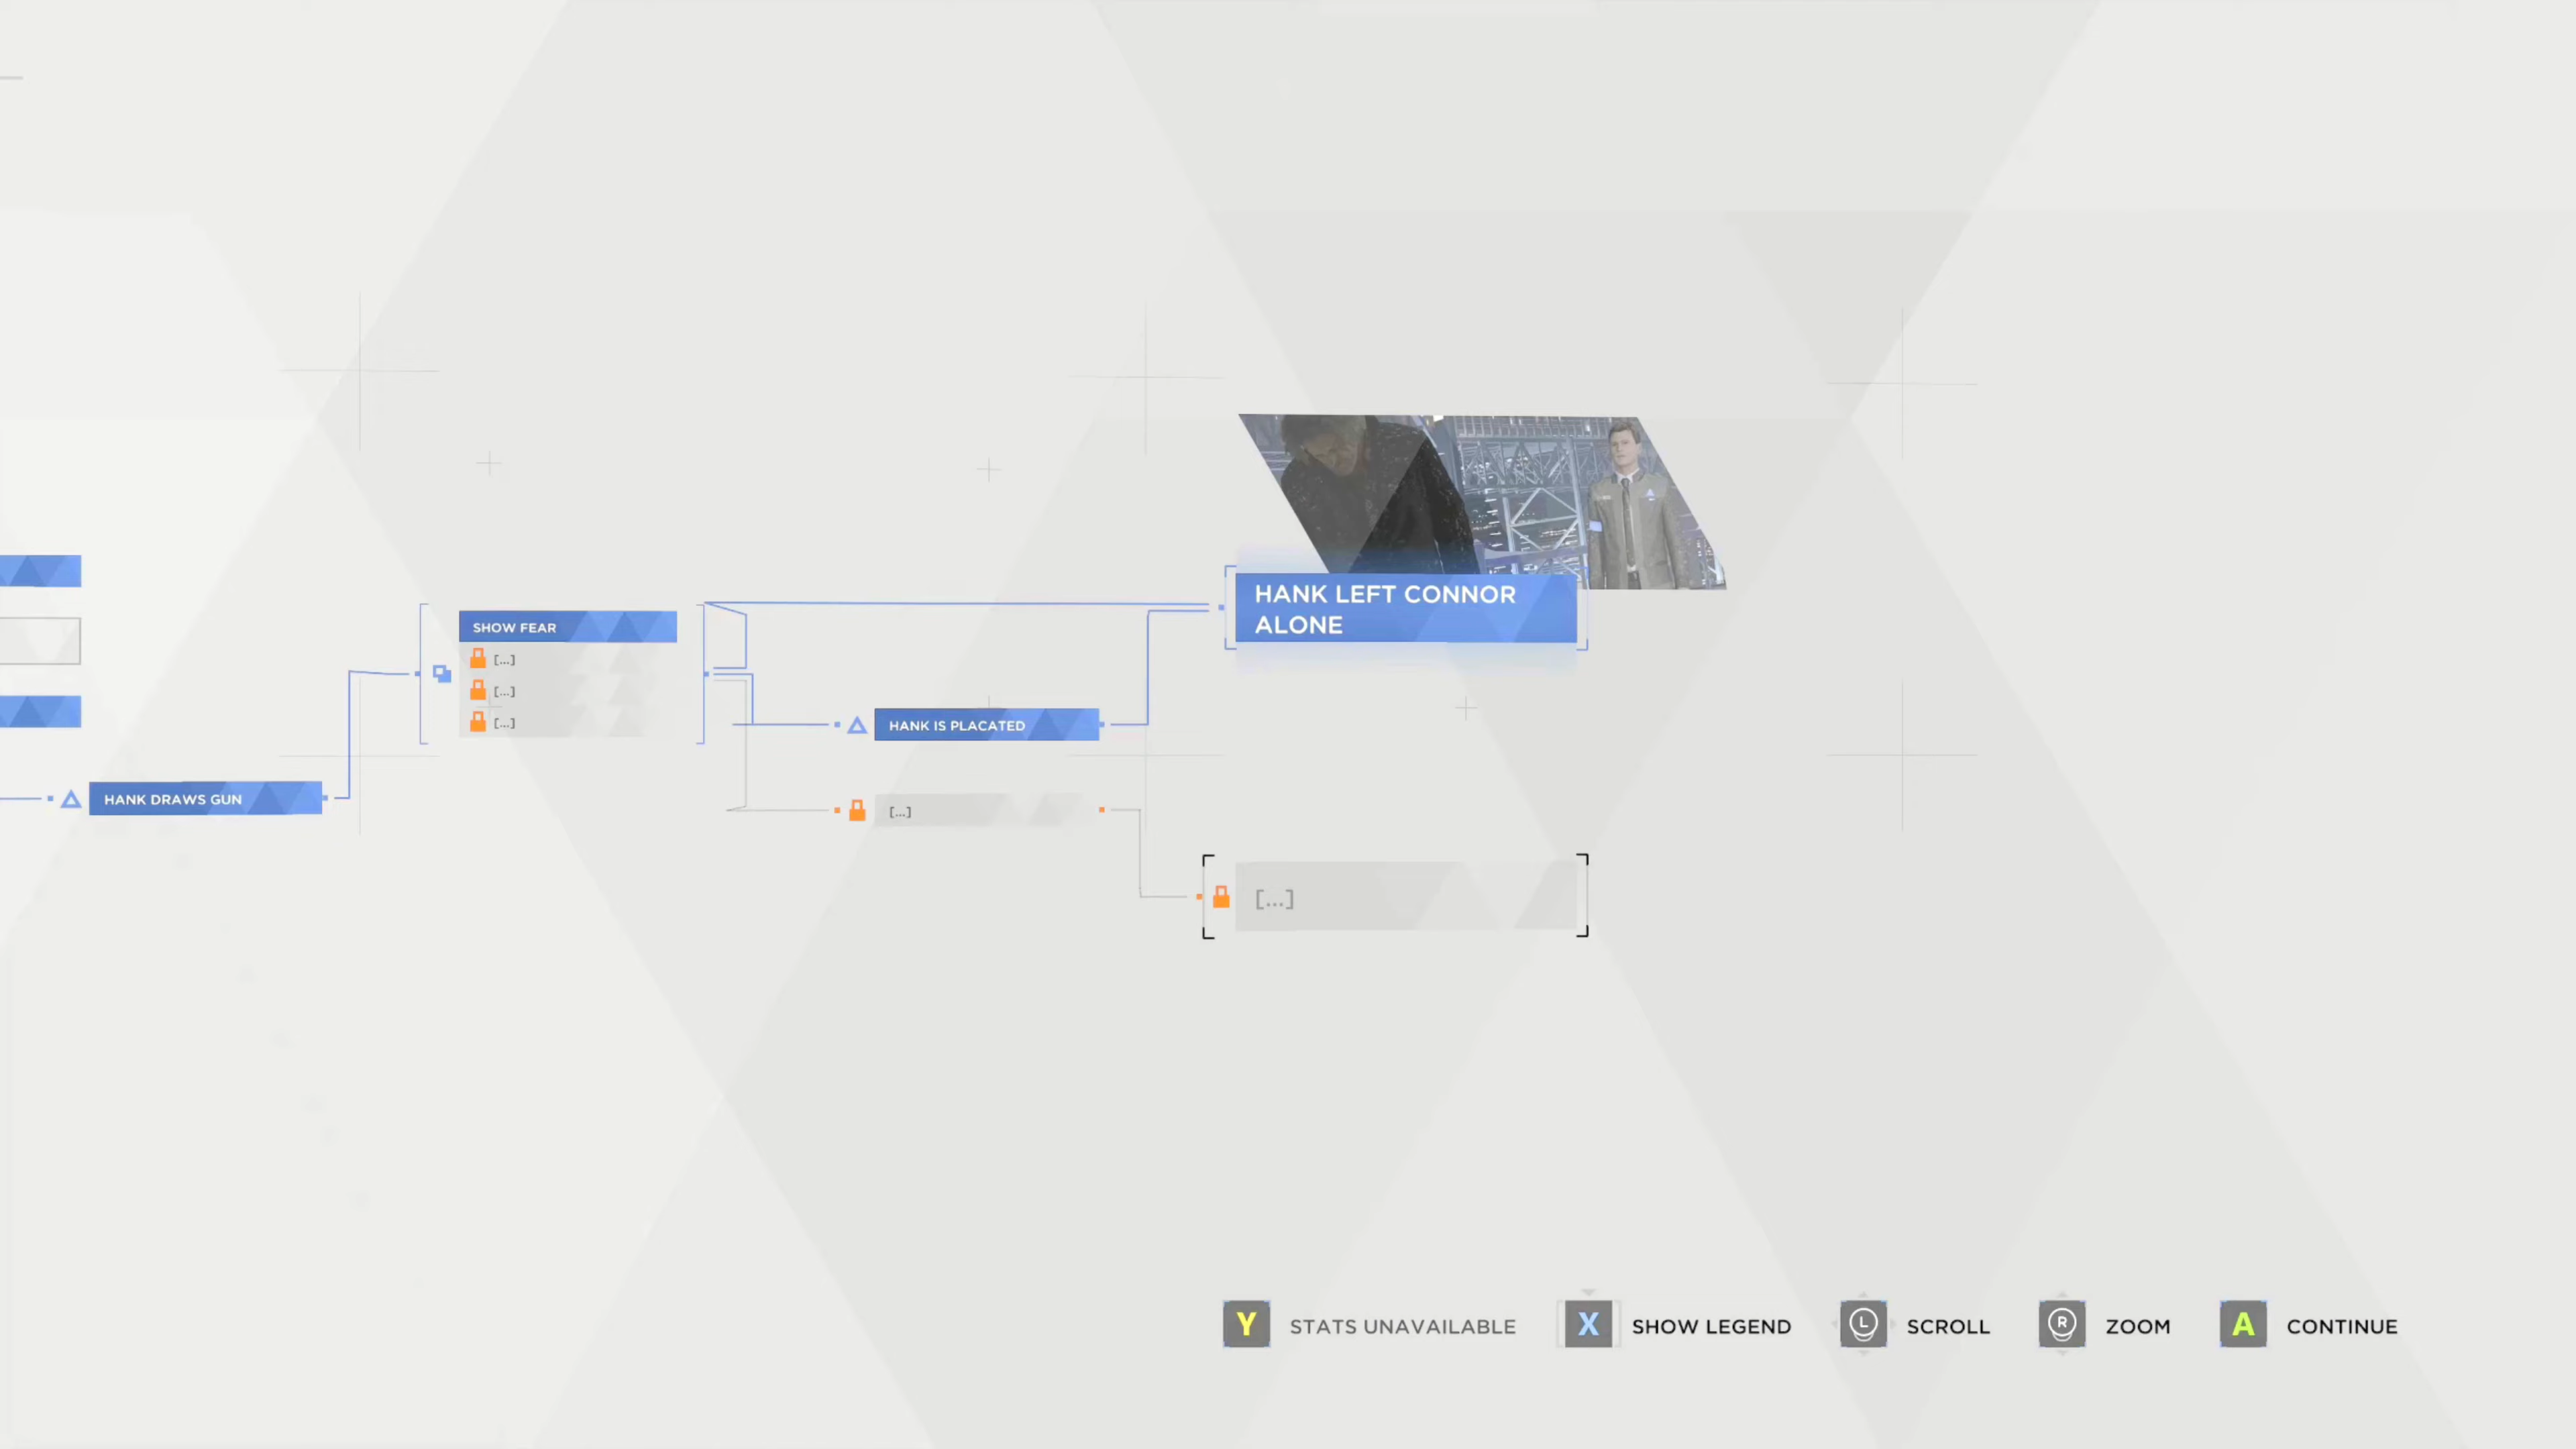 HANK LEFT CONNOR
ALONE
SHOW FEAR
[...]
[...]
[...]
HANK IS PLACATED
HANK DRAWS GUN
[...]
[...]
Y STATS UNAVAILABLE X SHOW LEGEND L SCROLL R ZOOM A CONTINUE